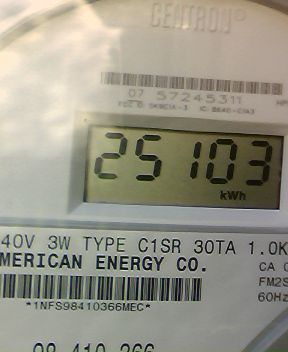 CENTRON®
07 57245311
25103
kWh
40V 3W TYPE C1SR 30TA 1.0K
MERICAN ENERGY CO.
CA 0
FM2S
60Hz
*1NFS98410366MEC*